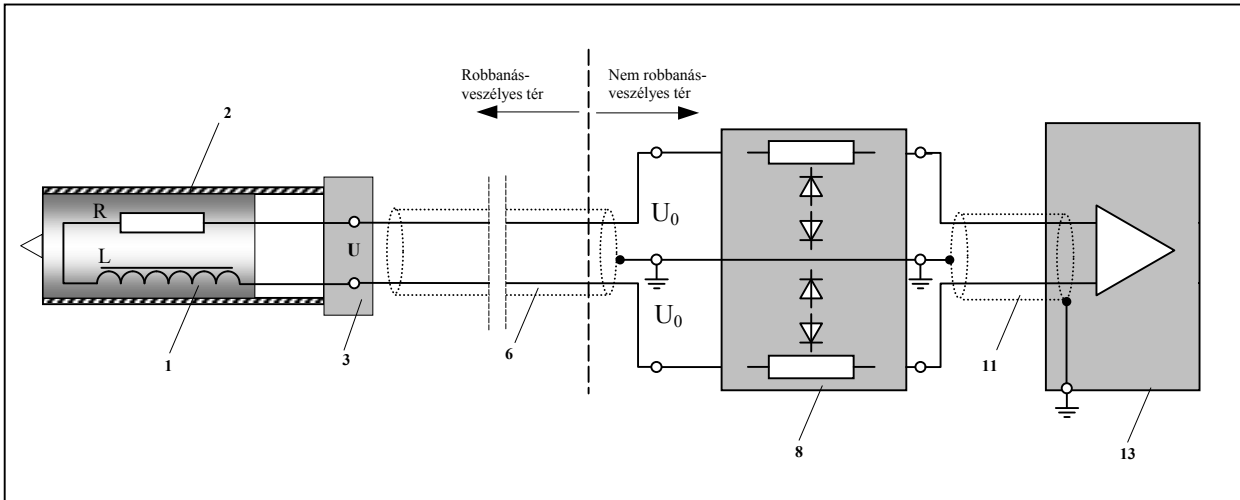 Robbanás-
veszélyes tér
Nem robbanás-
veszélyes tér
2
R
L
U
U₀
U₀
1
3
6
8
11
13